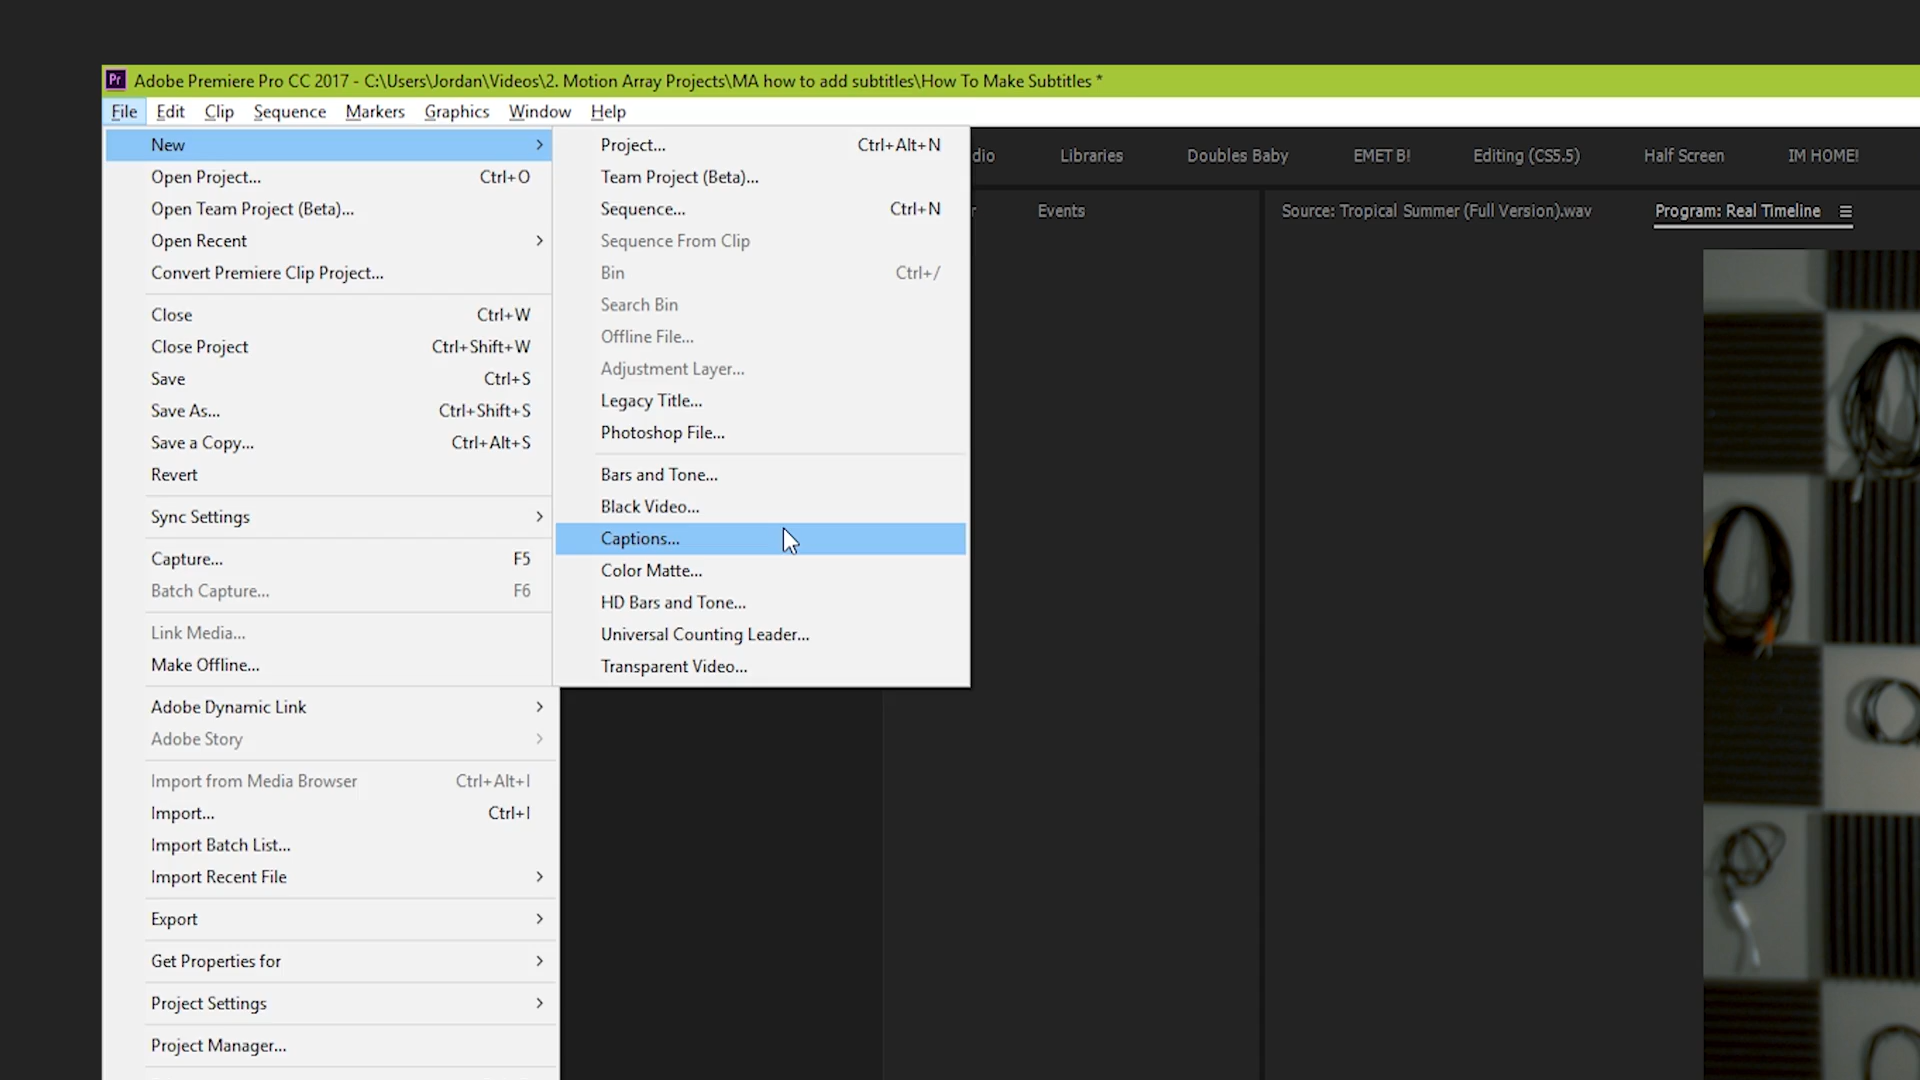 Pr Adobe Premiere Pro CC 2017 - C:\Users\Jordan\Videos\2. Motion Array Projects\MA how to add subtitles\How To Make Subtitles *
File Edit Clip Sequence Markers Graphics Window Help
New >
Open Project... Ctrl+O
Open Team Project (Beta)...
Open Recent >
Convert Premiere Clip Project...
Close Ctrl+W
Close Project Ctrl+Shift+W
Save Ctrl+S
Save As... Ctrl+Shift+S
Save a Copy... Ctrl+Alt+S
Revert
Sync Settings >
Capture... F5
Batch Capture... F6
Link Media...
Make Offline...
Adobe Dynamic Link >
Adobe Story >
Import from Media Browser Ctrl+Alt+I
Import... Ctrl+I
Import Batch List...
Import Recent File >
Export >
Get Properties for >
Project Settings >
Project Manager...
Project... Ctrl+Alt+N
Team Project (Beta)...
Sequence... Ctrl+N
Sequence From Clip
Bin Ctrl+/
Search Bin
Offline File...
Adjustment Layer...
Legacy Title...
Photoshop File...
Bars and Tone...
Black Video...
Captions...
Color Matte...
HD Bars and Tone...
Universal Counting Leader...
Transparent Video...
dio Libraries Doubles Baby EMET B! Editing (CS5.5) Half Screen IM HOME!
r Events Source: Tropical Summer (Full Version).wav Program: Real Timeline